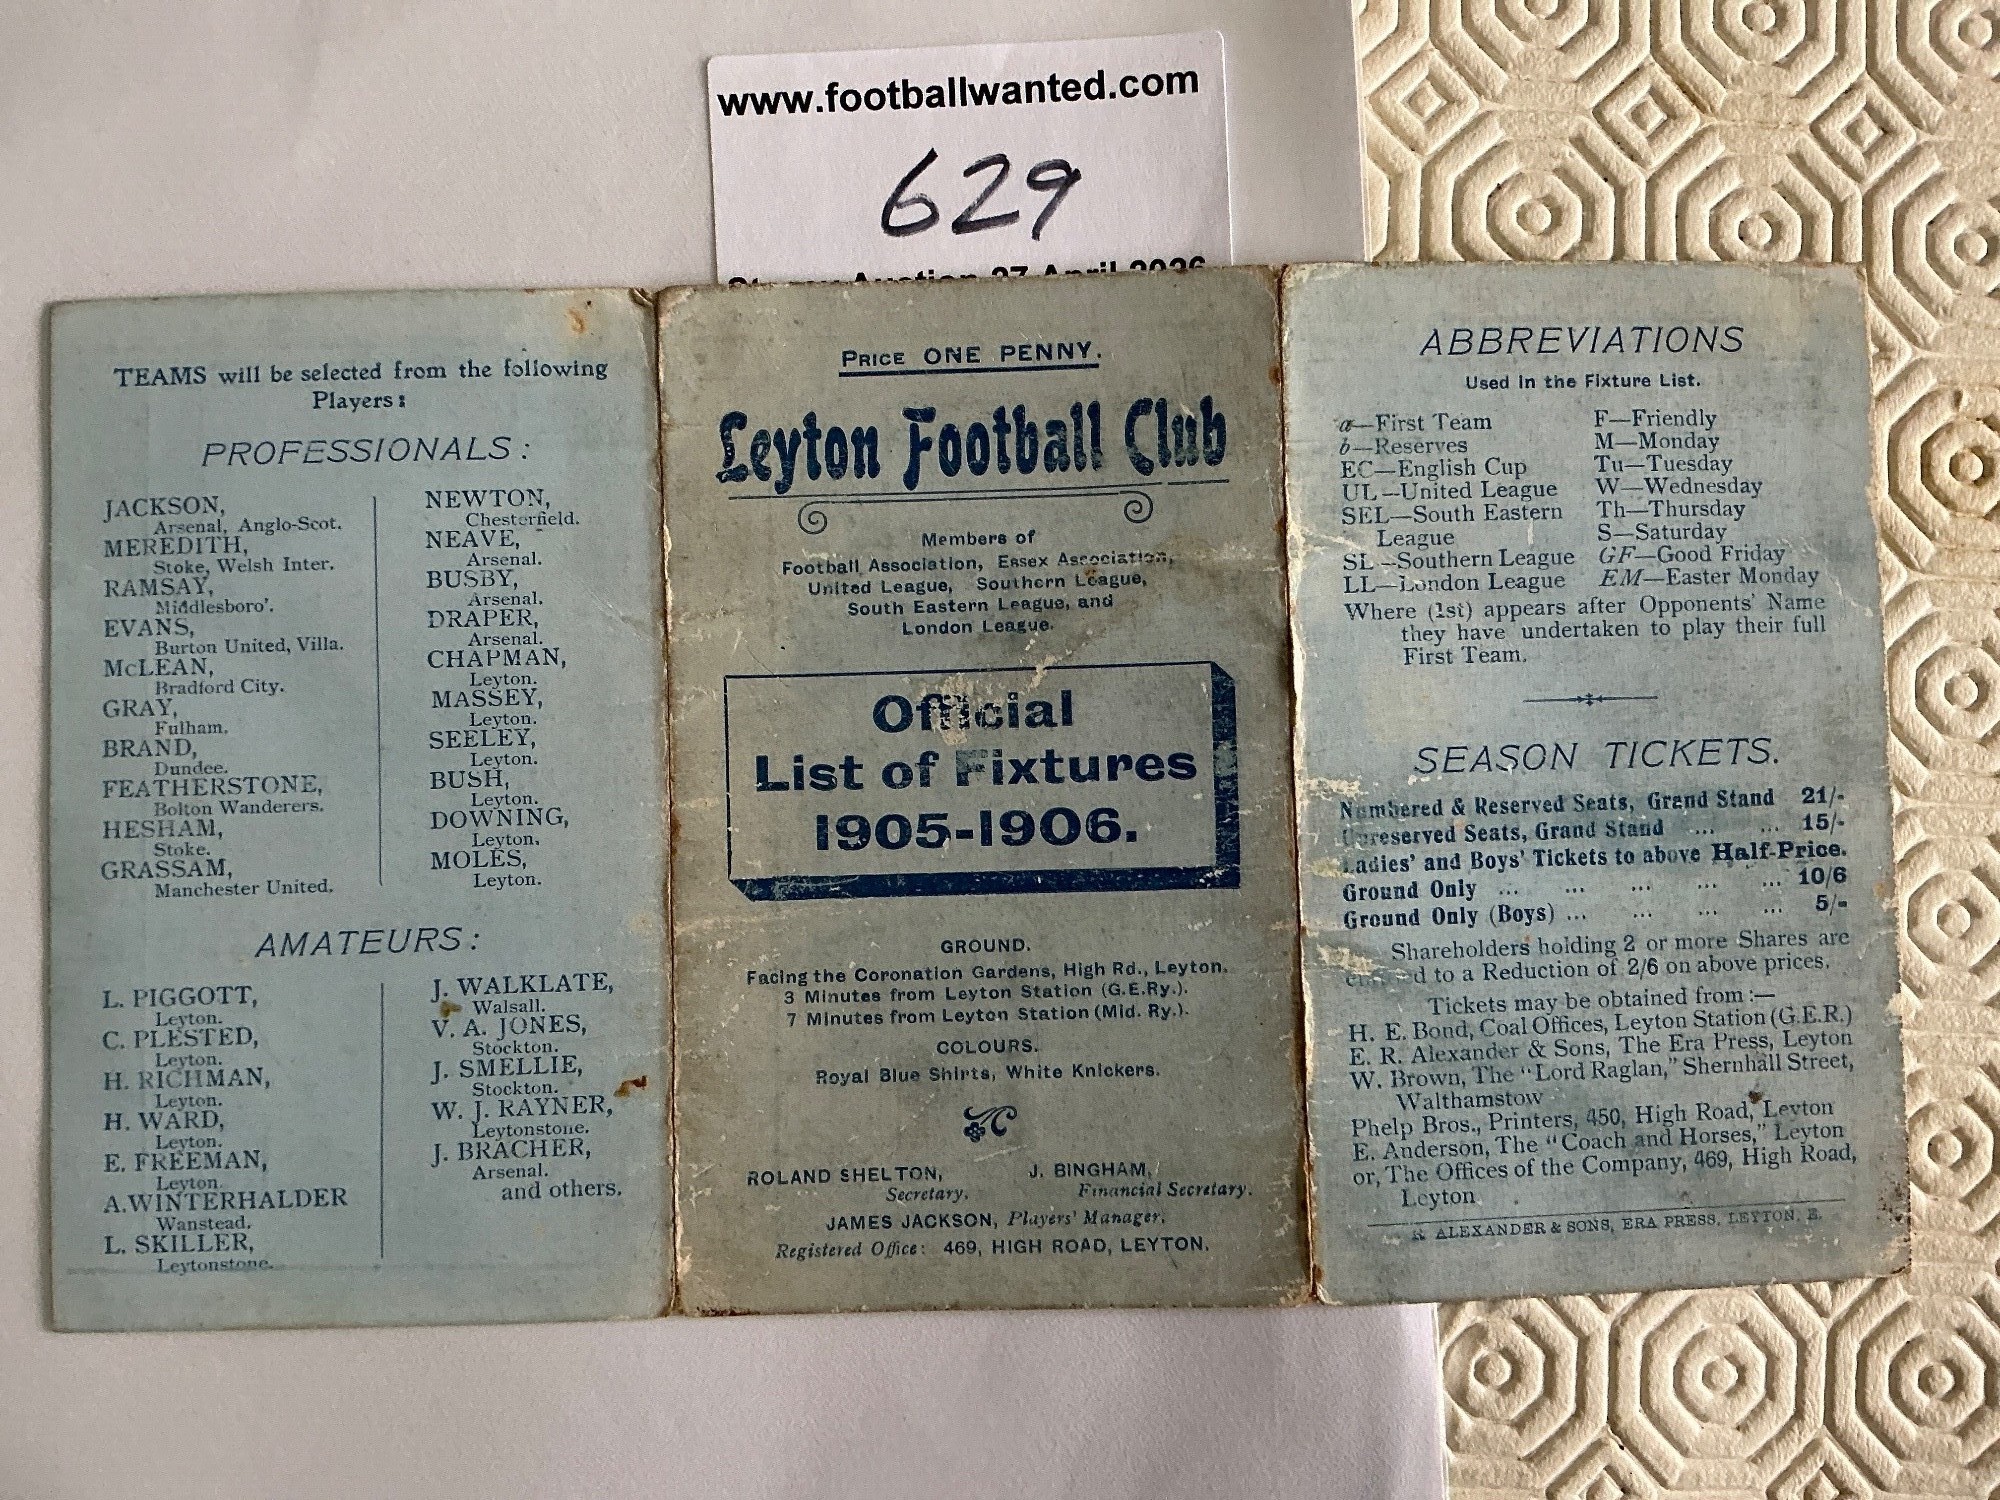 www.footballwanted.com
629
Auction 27 April 2026
TEAMS will be selected from the following
Players:
PROFESSIONALS:
JACKSON,
Arsenal, Anglo-Scot.
MEREDITH,
Stoke, Welsh Inter.
RAMSAY,
Middlesboro'.
EVANS,
Burton United, Villa.
McLEAN,
Bradford City.
GRAY,
Fulham.
BRAND,
Dundee.
FEATHERSTONE,
Bolton Wanderers.
HESHAM,
Stoke.
GRASSAM,
Manchester United.
NEWTON,
Chesterfield.
NEAVE,
Arsenal.
BUSBY,
Arsenal.
DRAPER,
Arsenal.
CHAPMAN,
Leyton.
MASSEY,
Leyton.
SEELEY,
Leyton.
BUSH,
Leyton.
DOWNING,
Leyton.
MOLES,
Leyton.
AMATEURS:
L. PIGGOTT,
Leyton.
C. PLESTED,
Leyton.
H. RICHMAN,
Leyton.
H. WARD,
Leyton.
E. FREEMAN,
Leyton.
A. WINTERHALDER
Wanstead.
L. SKILLER,
Leytonstone.
J. WALKLATE,
Walsall.
V. A. JONES,
Stockton.
J. SMELLIE,
Stockton.
W. J. RAYNER,
Leytonstone.
J. BRACHER,
Arsenal.
and others.
PRICE ONE PENNY.
Leyton Football Club
Members of
Football Association, Essex Association,
United League, Southern League,
South Eastern League, and
London League.
Official
List of Fixtures
1905-1906.
GROUND.
Facing the Coronation Gardens, High Rd., Leyton.
3 Minutes from Leyton Station (G.E.Ry.).
7 Minutes from Leyton Station (Mid. Ry.).
COLOURS.
Royal Blue Shirts, White Knickers.
ROLAND SHELTON,
Secretary.
J. BINGHAM,
Financial Secretary.
JAMES JACKSON, Players' Manager.
Registered Office: 469, HIGH ROAD, LEYTON.
ABBREVIATIONS
Used in the Fixture List.
a—First Team
b—Reserves
EC—English Cup
UL—United League
SEL—South Eastern
League
SL—Southern League
LL—London League
F—Friendly
M—Monday
Tu—Tuesday
W—Wednesday
Th—Thursday
S—Saturday
GF—Good Friday
EM—Easter Monday
Where (1st) appears after Opponents' Name
they have undertaken to play their full
First Team.
SEASON TICKETS.
Numbered & Reserved Seats, Grand Stand 21/-
Unreserved Seats, Grand Stand ... ... 15/-
Ladies' and Boys' Tickets to above Half-Price.
Ground Only ... ... ... ... ... 10/6
Ground Only (Boys) ... ... ... ... 5/-
Shareholders holding 2 or more Shares are
entitled to a Reduction of 2/6 on above prices.
Tickets may be obtained from:—
H. E. Bond, Coal Offices, Leyton Station (G.E.R.)
E. R. Alexander & Sons, The Era Press, Leyton
W. Brown, The "Lord Raglan," Shernhall Street,
Walthamstow
Phelp Bros., Printers, 450, High Road, Leyton
E. Anderson, The "Coach and Horses," Leyton
or, The Offices of the Company, 469, High Road,
Leyton
R. ALEXANDER & SONS, ERA PRESS, LEYTON, E.